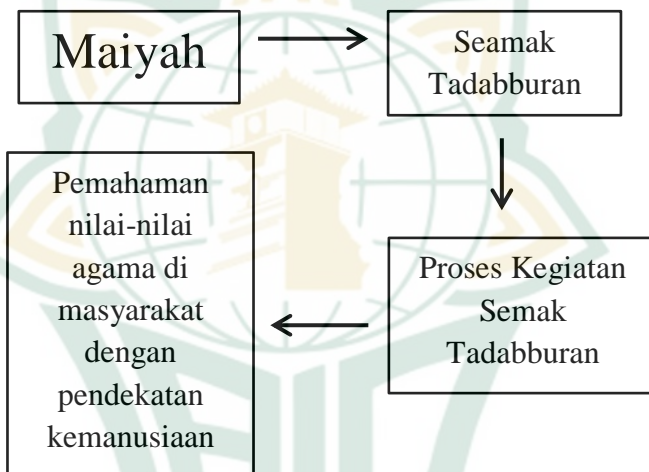 Maiyah
Seamak
Tadabburan
Proses Kegiatan
Semak
Tadabburan
Pemahaman
nilai-nilai
agama di
masyarakat
dengan
pendekatan
kemanusiaan